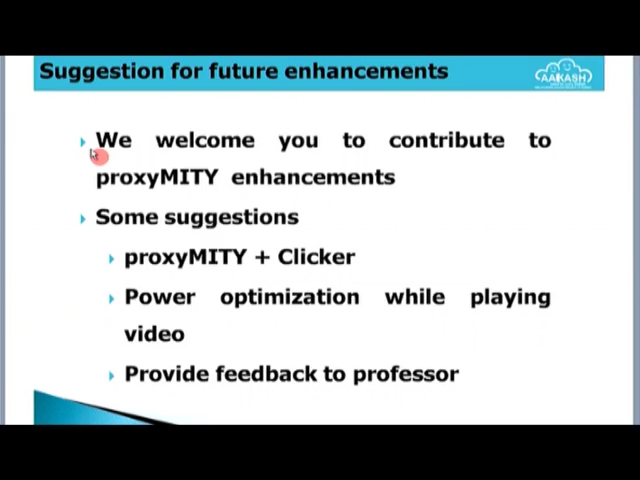 Suggestion for future enhancements
AAKASH
We welcome you to contribute to
proxyMITY enhancements
Some suggestions
proxyMITY + Clicker
Power optimization while playing
video
Provide feedback to professor